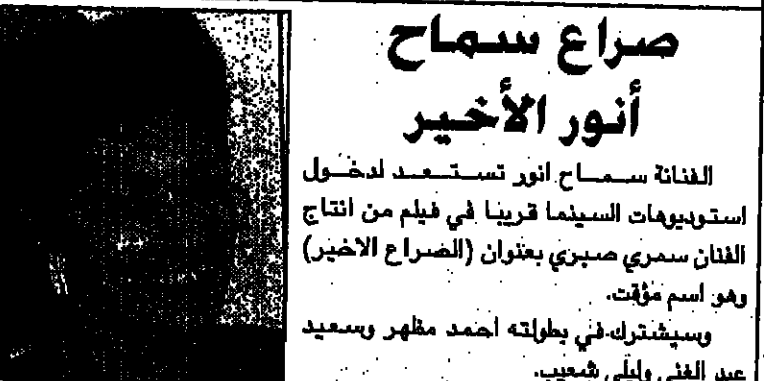 صراع سماح
أنور الأخير
الفنانة سماح انور تستعد لدخول
استوديوهات السينما قريبا في فيلم من انتاج
الفنان سمري صبري بعنوان (الصراع الاخير)
وهو اسم مؤقت.
وسيشترك في بطولته احمد مظهر وسعيد
عبد الغني وليلى شعيب.